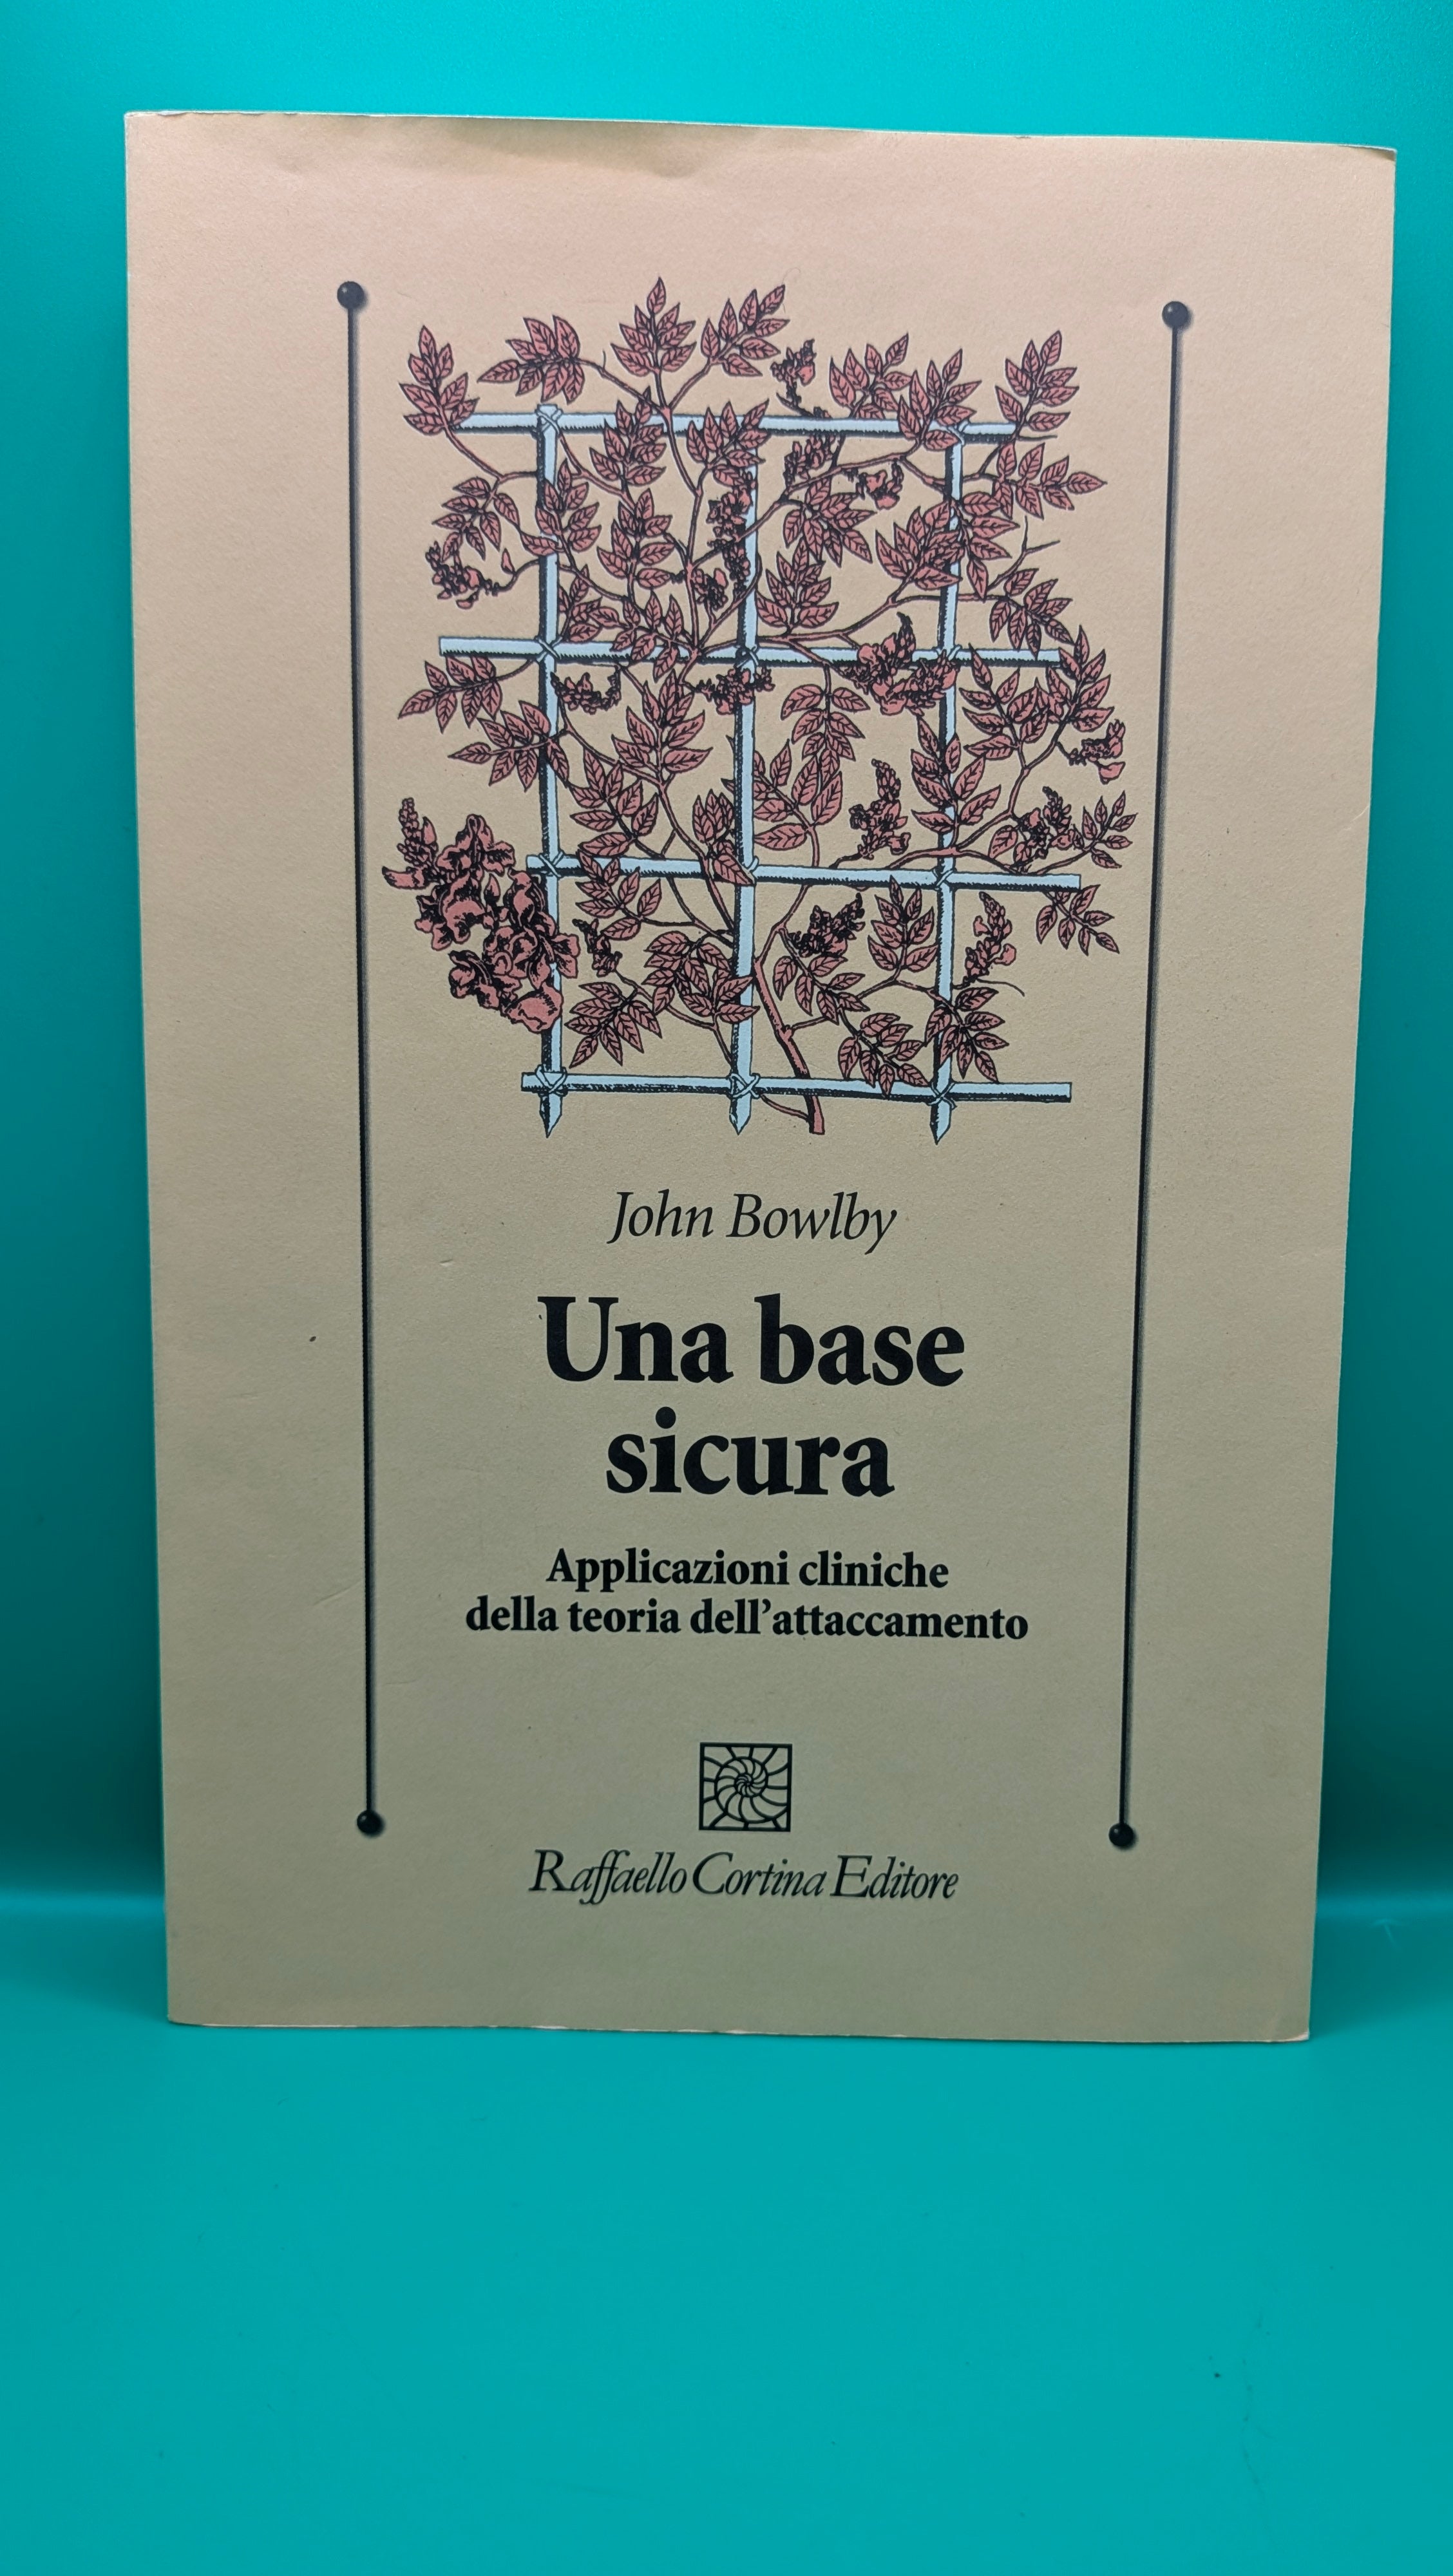 John Bowlby
Una base
sicura
Applicazioni cliniche
della teoria dell'attaccamento
Raffaello Cortina Editore